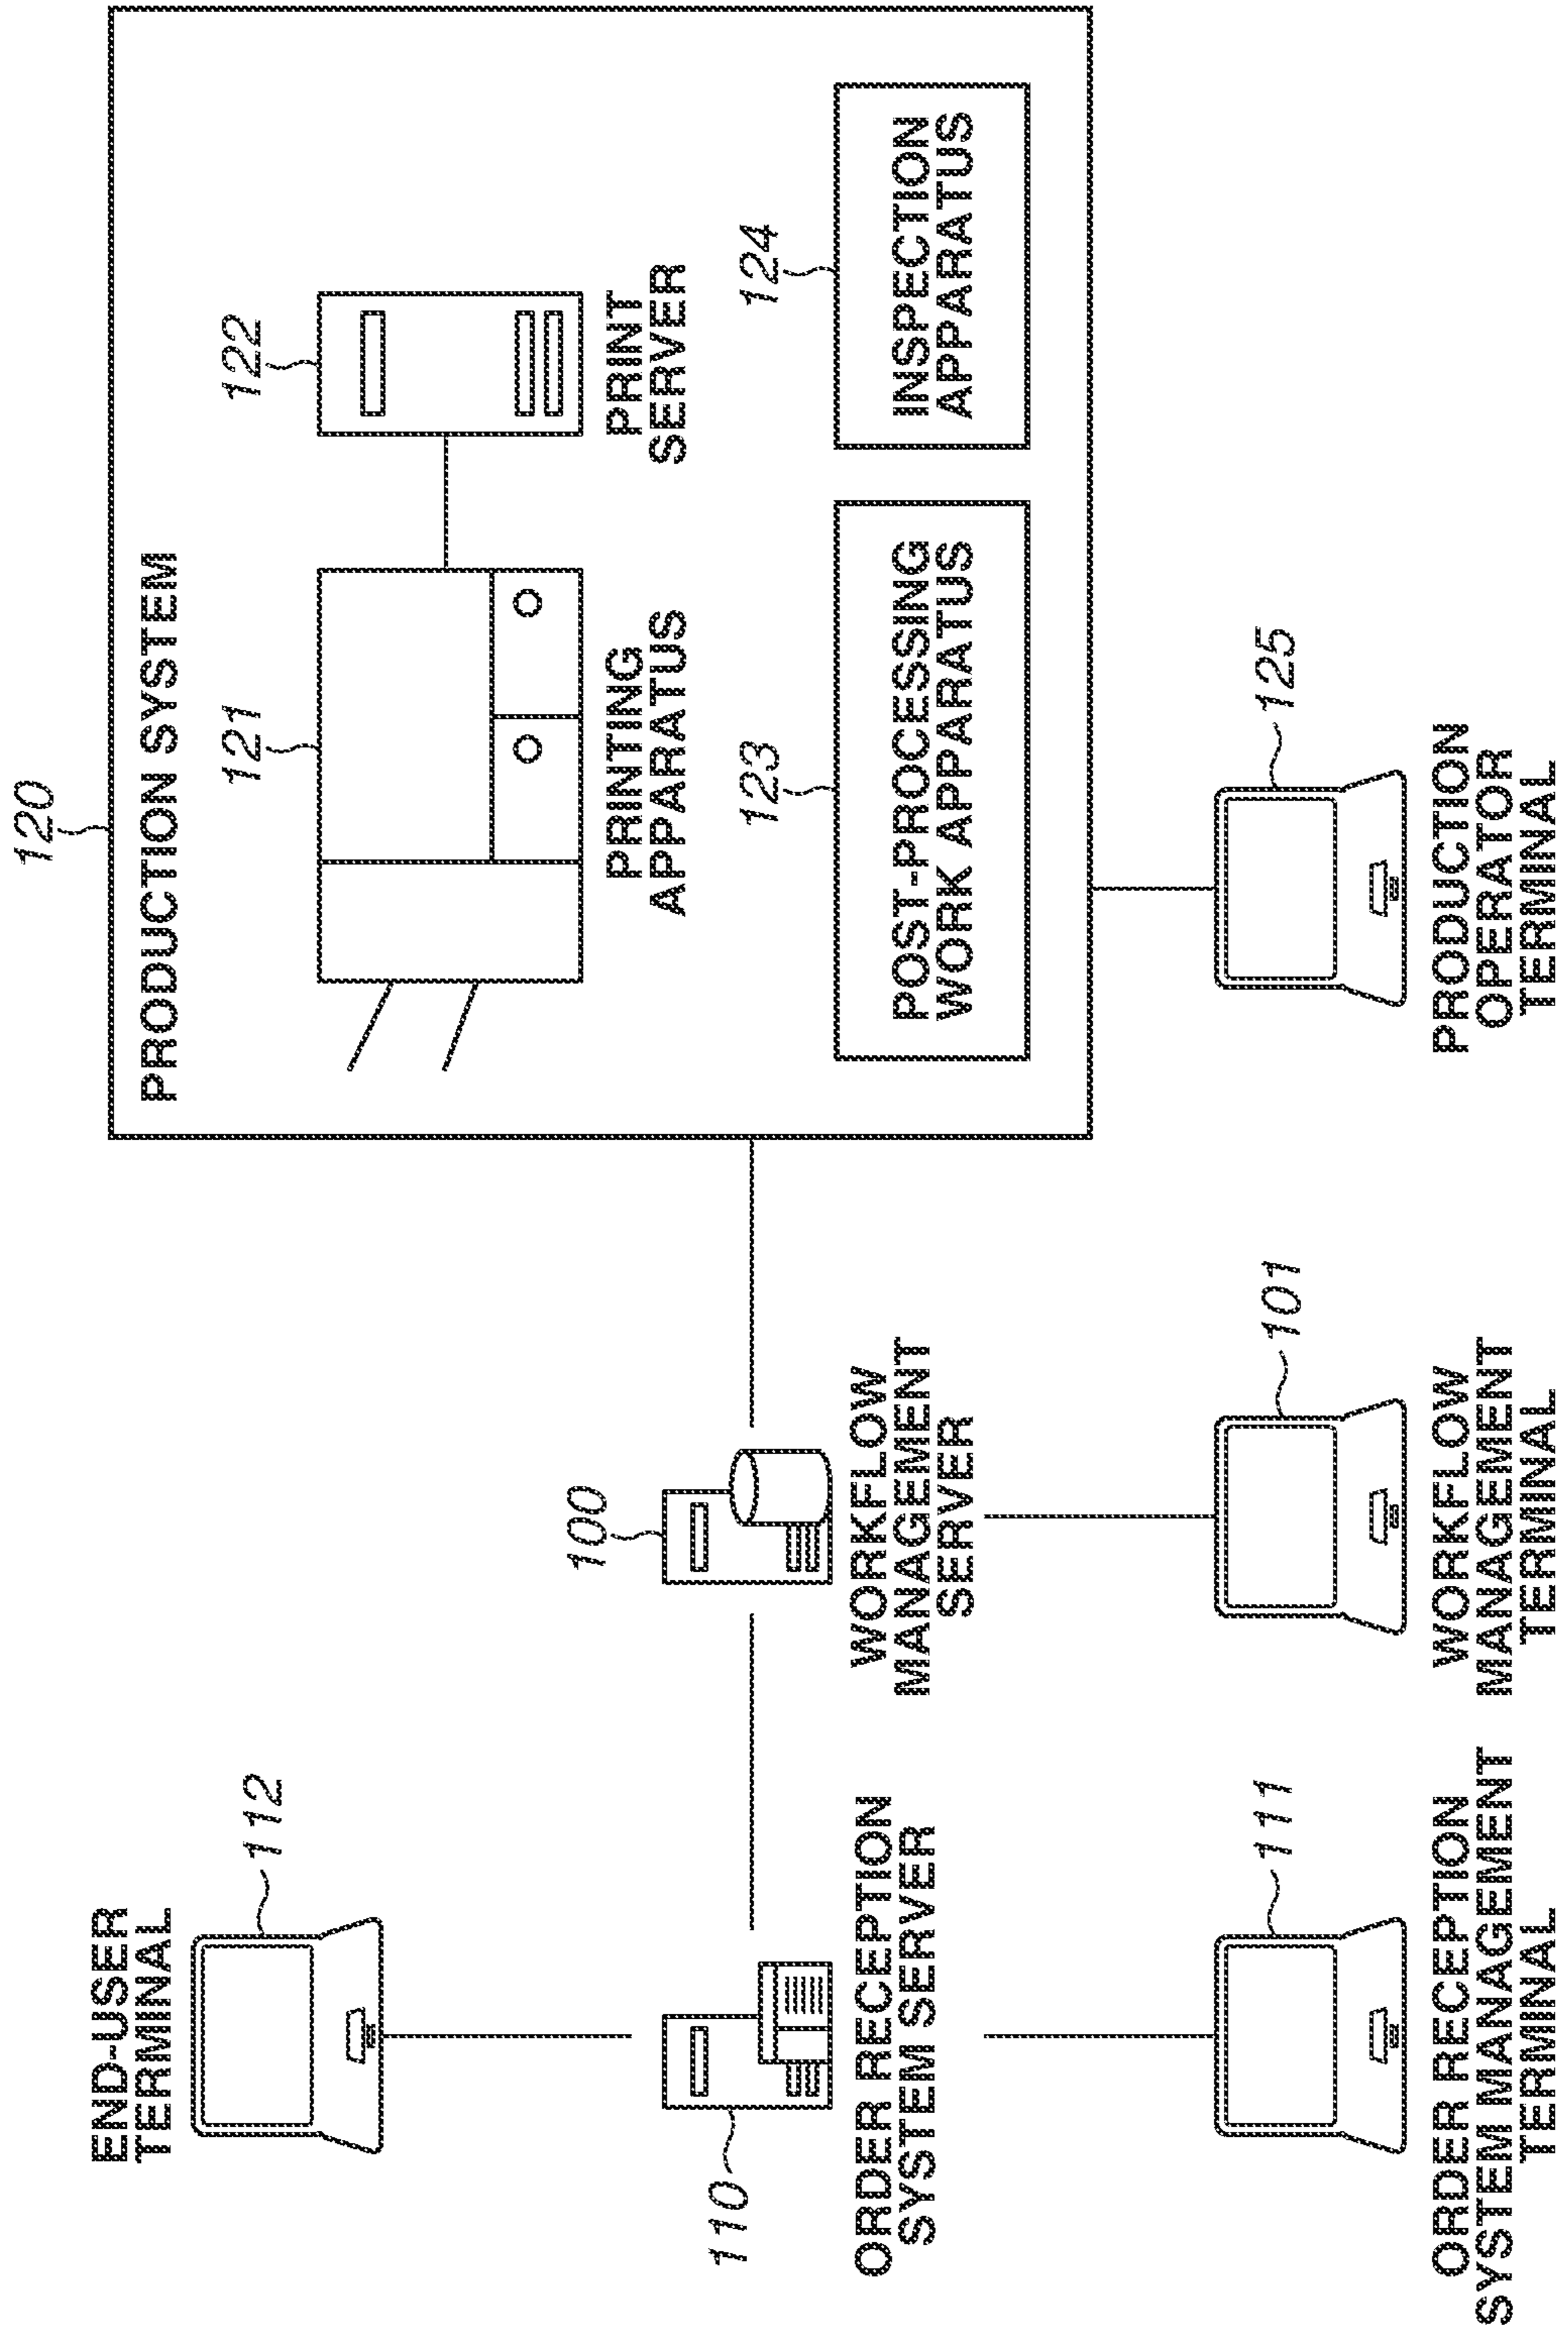 120
PRODUCTION SYSTEM
121
122
PRINTING
APPARATUS
PRINT
SERVER
123
124
POST-PROCESSING
WORK APPARATUS
INSPECTION
APPARATUS
END-USER
TERMINAL
112
110
ORDER RECEPTION
SYSTEM SERVER
100
WORKFLOW
MANAGEMENT
SERVER
111
ORDER RECEPTION
SYSTEM MANAGEMENT
TERMINAL
101
WORKFLOW
MANAGEMENT
TERMINAL
125
PRODUCTION
OPERATOR
TERMINAL